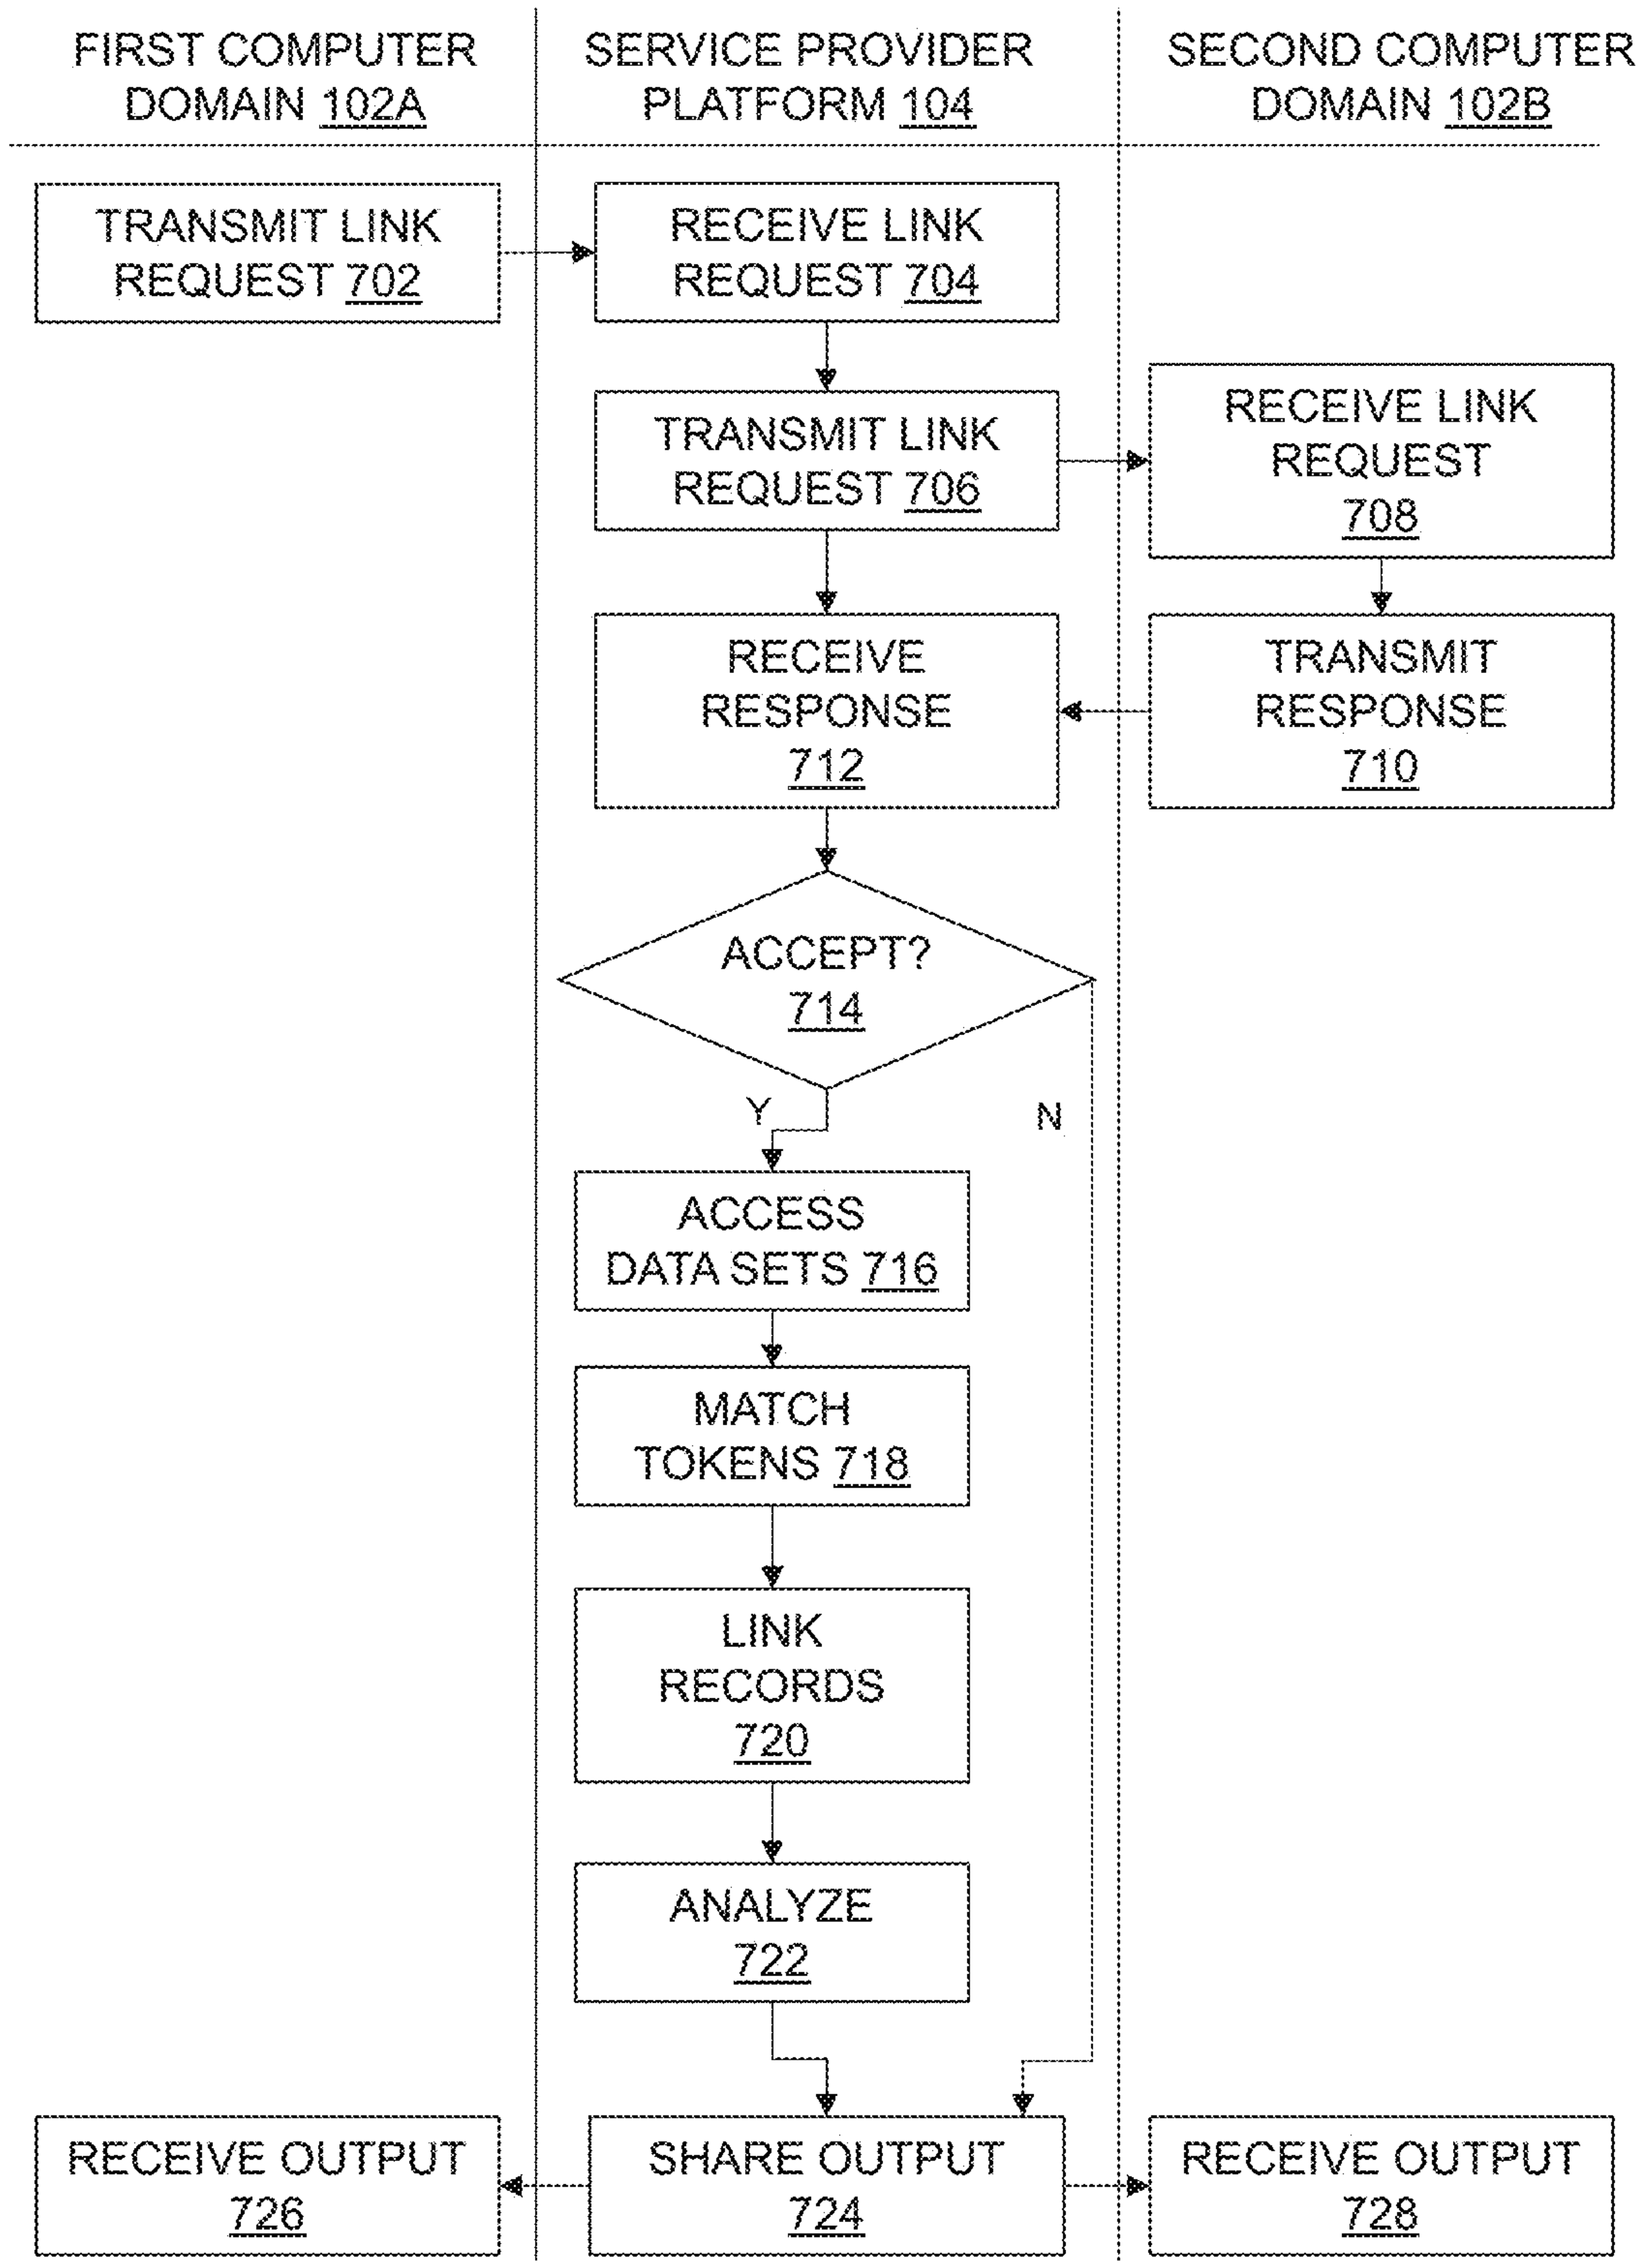 FIRST COMPUTER
DOMAIN 102A
SERVICE PROVIDER
PLATFORM 104
SECOND COMPUTER
DOMAIN 102B
TRANSMIT LINK
REQUEST 702
RECEIVE LINK
REQUEST 704
TRANSMIT LINK
REQUEST 706
RECEIVE LINK
REQUEST
708
RECEIVE
RESPONSE
712
TRANSMIT
RESPONSE
710
ACCEPT?
714
Y
N
ACCESS
DATA SETS 716
MATCH
TOKENS 718
LINK
RECORDS
720
ANALYZE
722
RECEIVE OUTPUT
726
SHARE OUTPUT
724
RECEIVE OUTPUT
728